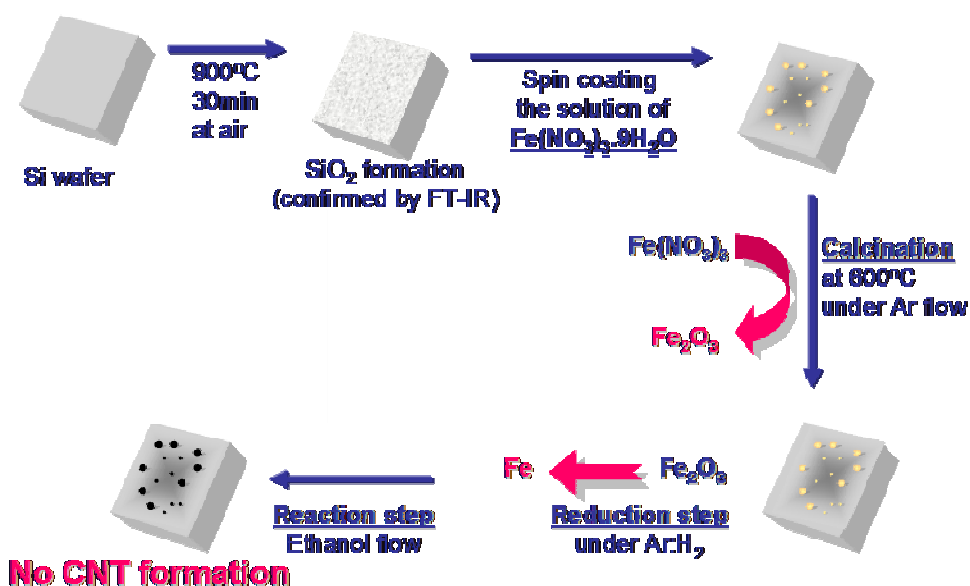 900ºC
30min
at air
Si wafer
SiO₂ formation
(confirmed by FT-IR)
Spin coating
the solution of
Fe(NO₃)₃.9H₂O
Fe(NO₃)₃
Fe₂O₃
Calcination
at 600ºC
under Ar flow
Fe
Fe₂O₃
Reduction step
under Ar:H₂
Reaction step
Ethanol flow
No CNT formation